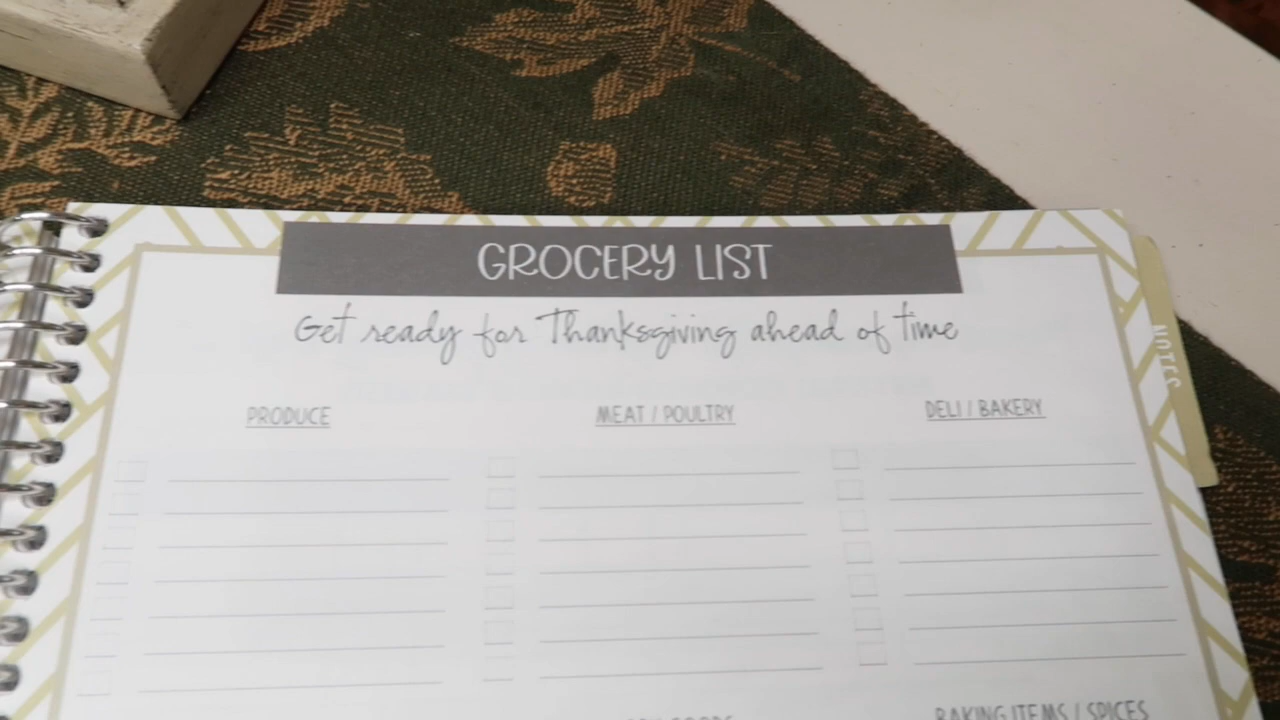 GROCERY LIST
Get ready for Thanksgiving ahead of time
PRODUCE
MEAT / POULTRY
DELI / BAKERY
NOTES
BAKING ITEMS / SPICES